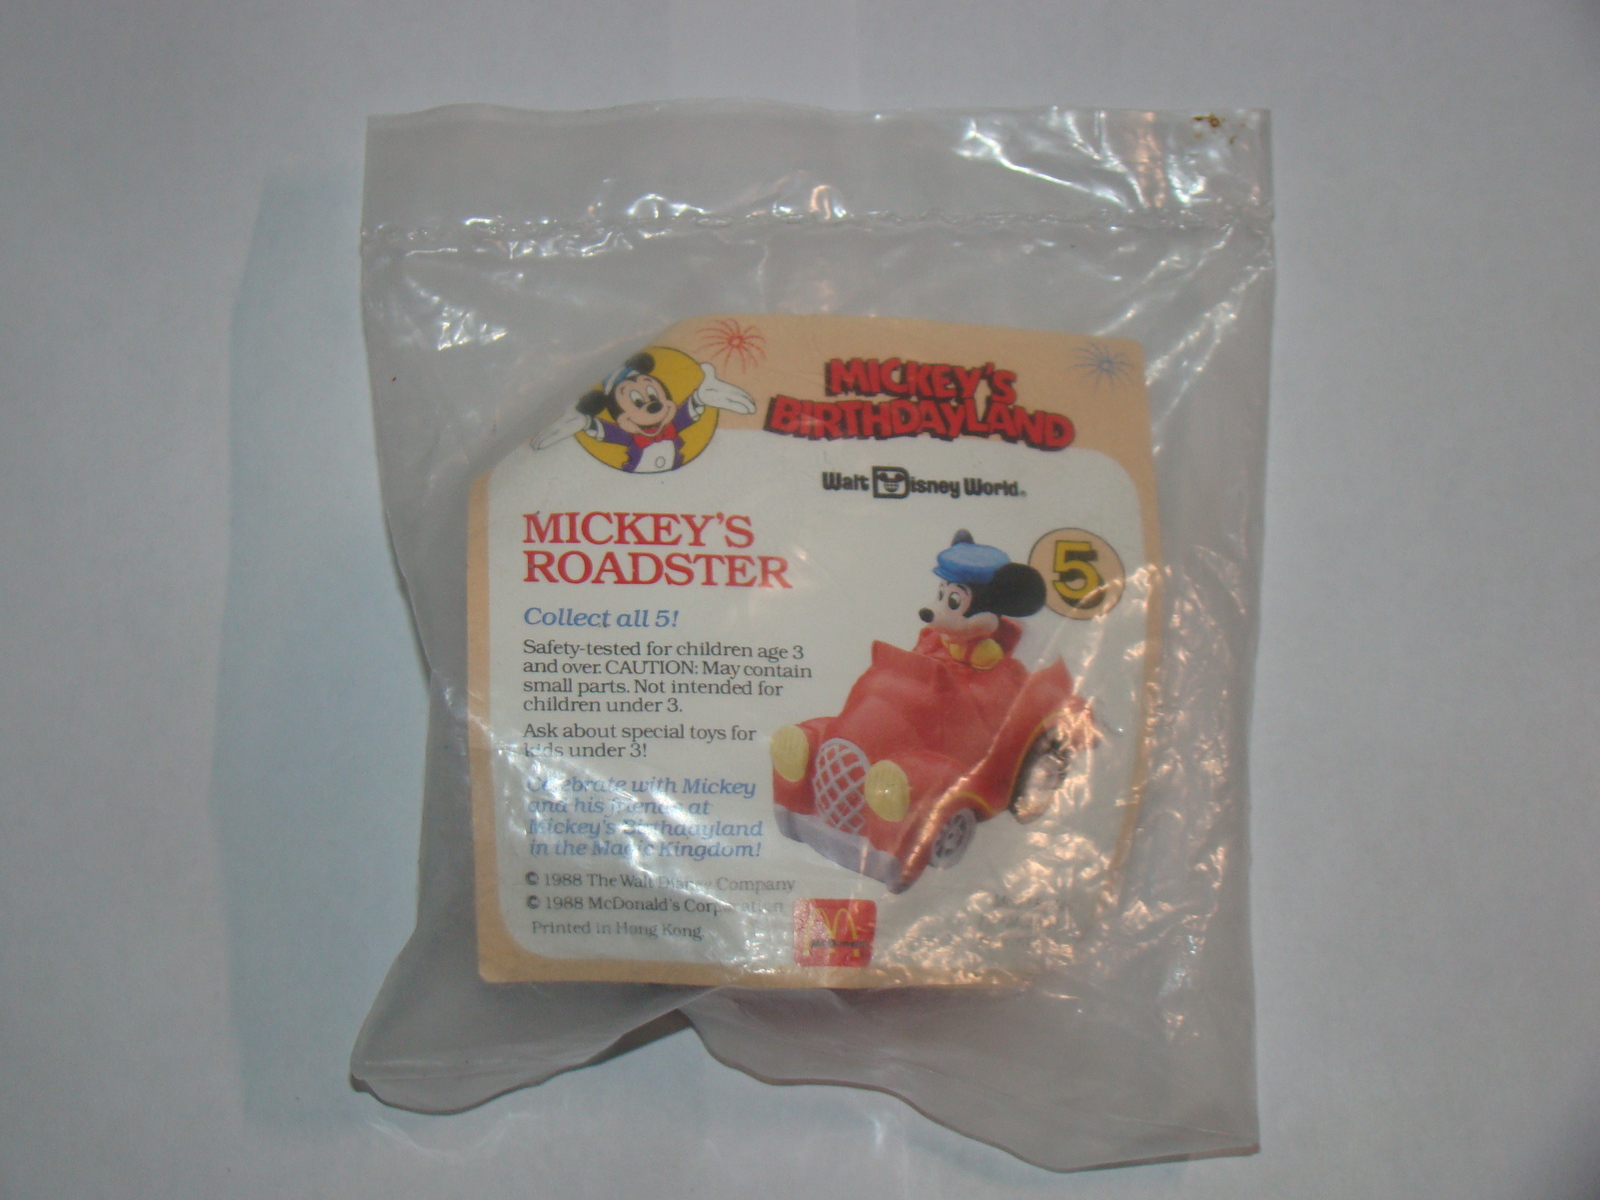 MICKEY'S
BIRTHDAYLAND
Walt Disney World®
MICKEY'S
ROADSTER
5
Collect all 5!
Safety-tested for children age 3
and over. CAUTION: May contain
small parts. Not intended for
children under 3.
Ask about special toys for
kids under 3!
Celebrate with Mickey
and his friends at
Mickey's Birthdayland
in the Magic Kingdom!
© 1988 The Walt Disney Company
© 1988 McDonald's Corporation
Printed in Hong Kong.
McDonald's